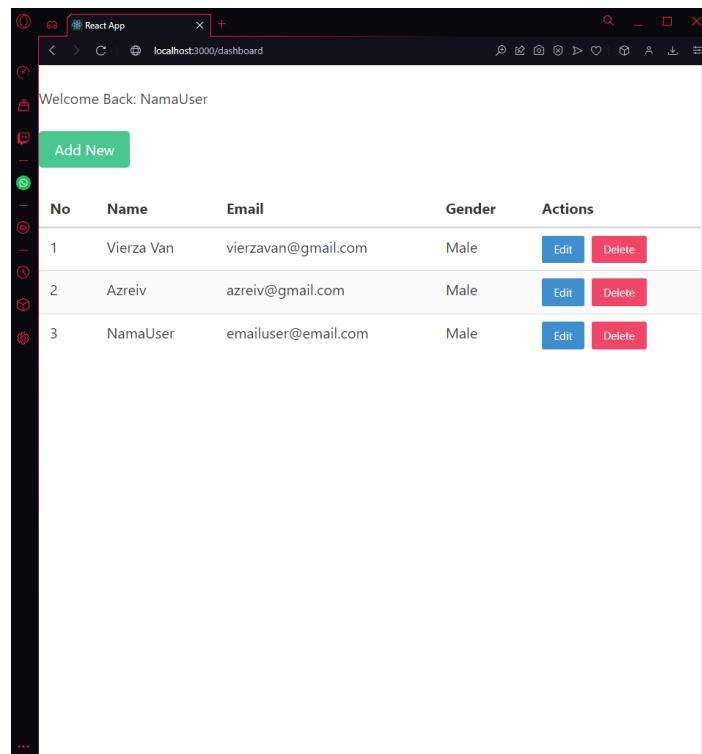 React App
localhost:3000/dashboard
Welcome Back: NamaUser
Add New
No Name Email Gender Actions
1 Vierza Van vierzavan@gmail.com Male Edit Delete
2 Azreiv azreiv@gmail.com Male Edit Delete
3 NamaUser emailuser@email.com Male Edit Delete